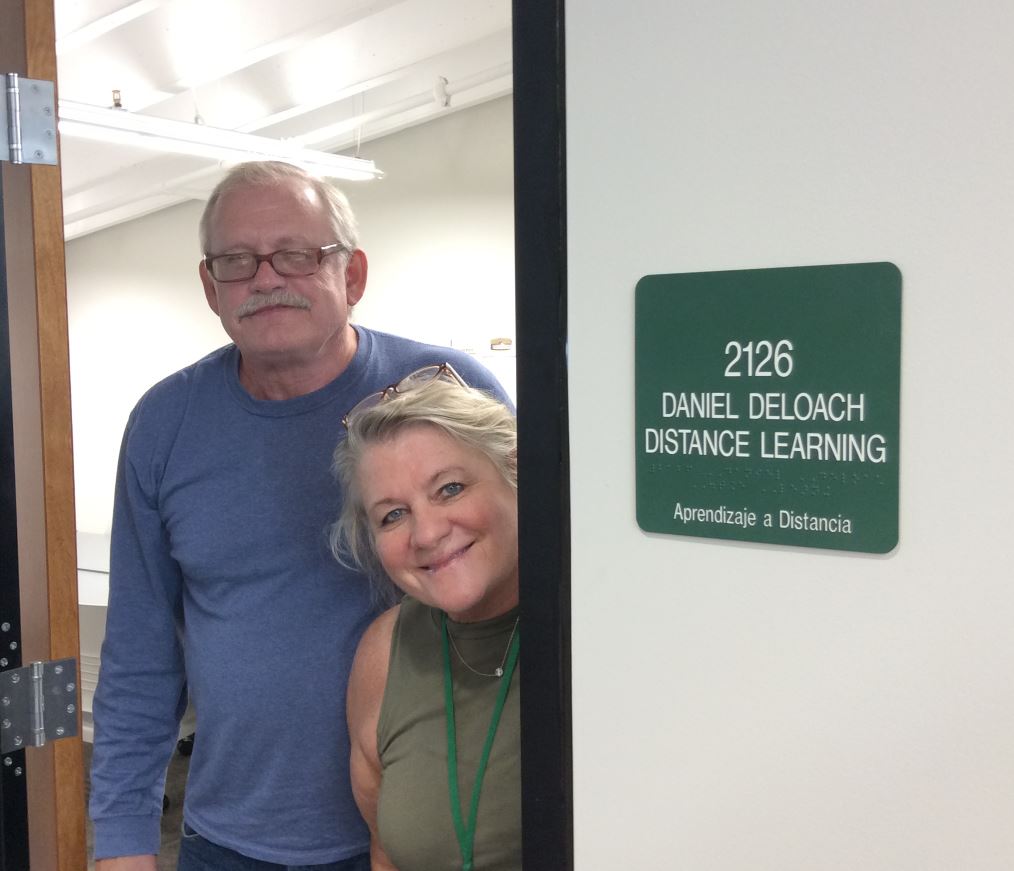 2126
DANIEL DELOACH
DISTANCE LEARNING
Aprendizaje a Distancia